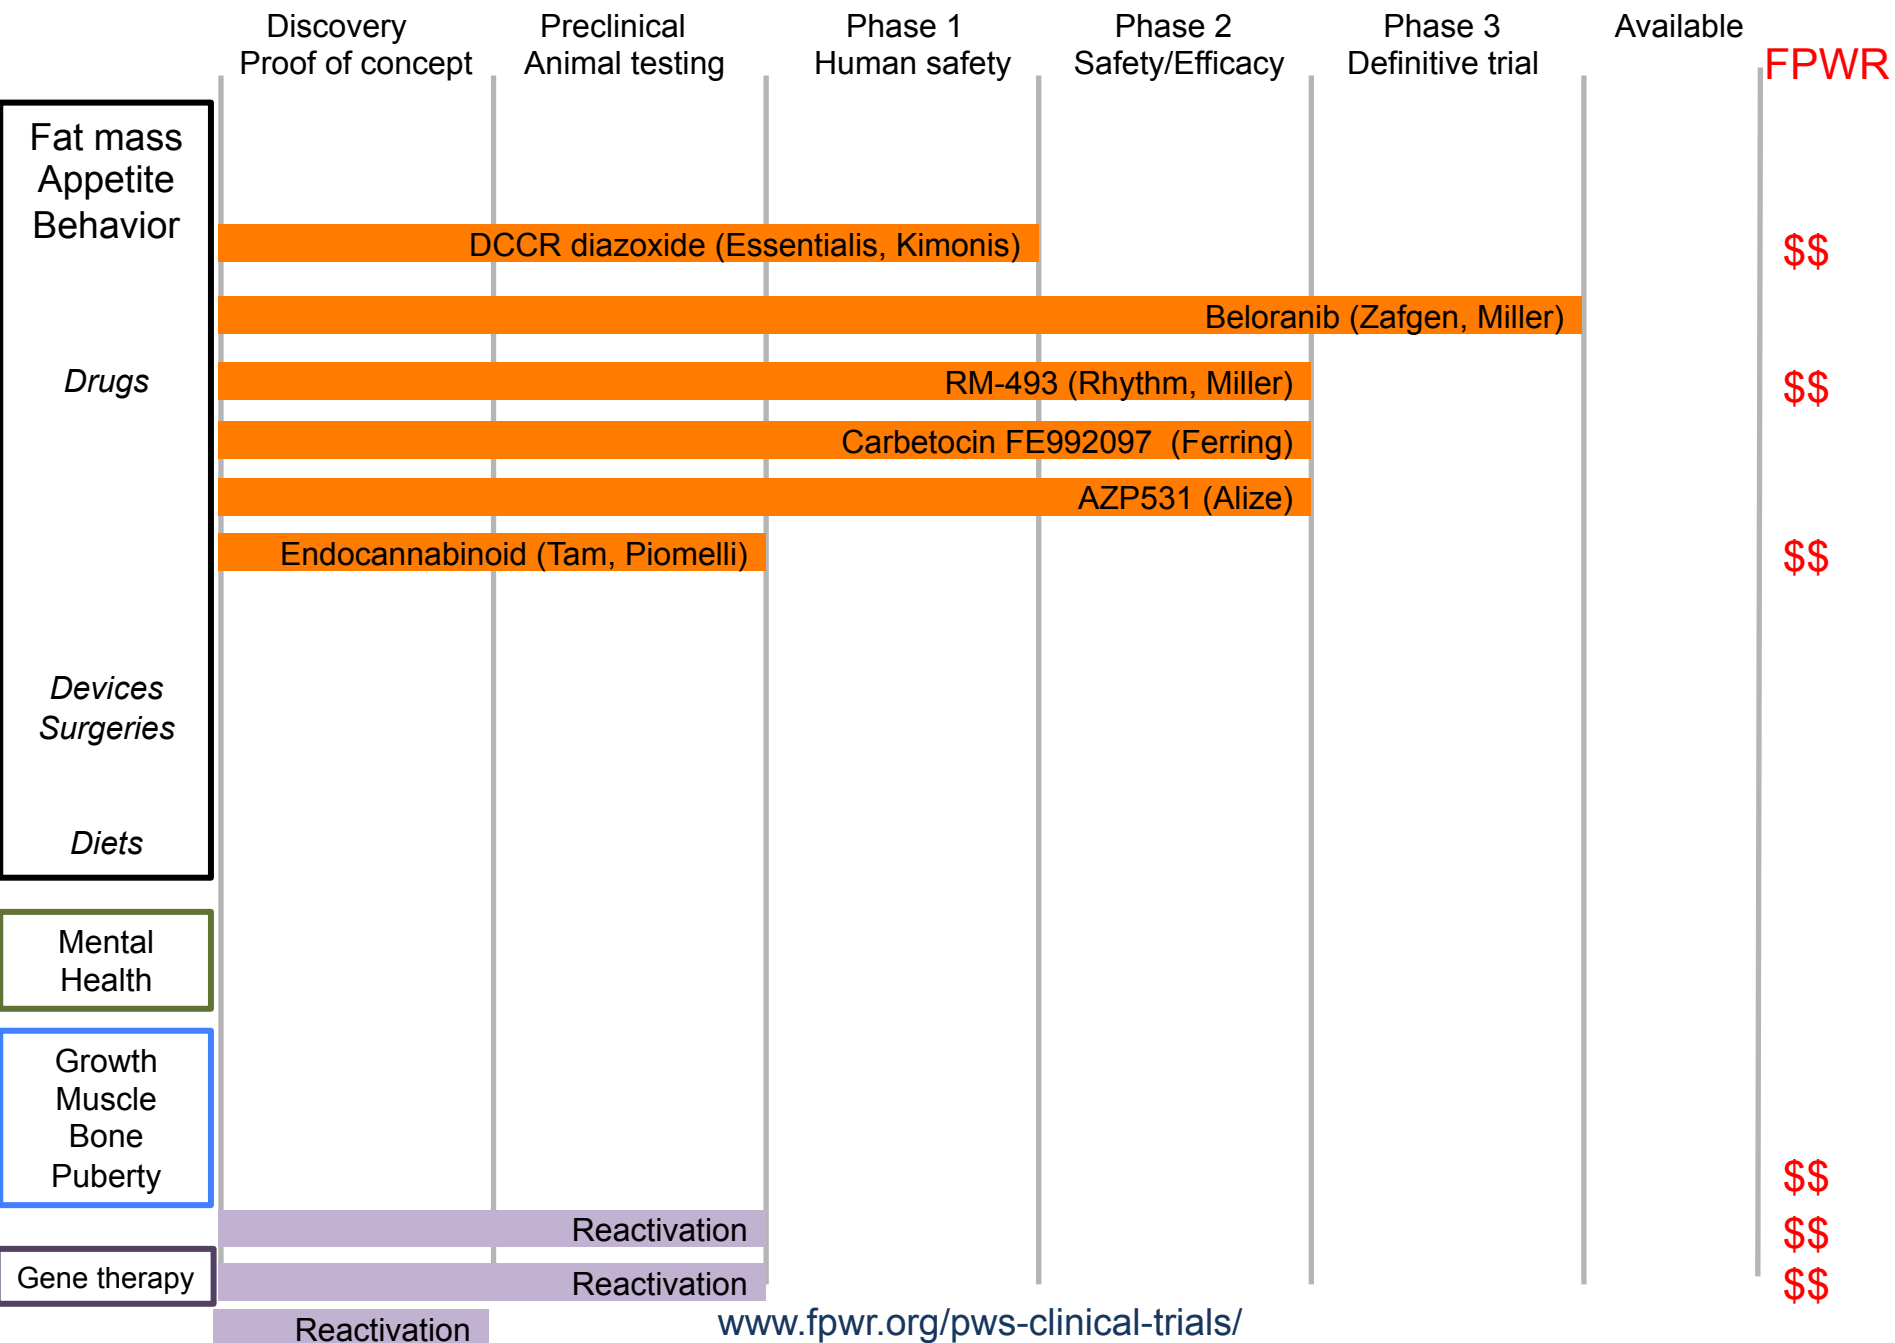 Discovery
Proof of concept
Preclinical
Animal testing
Phase 1
Human safety
Phase 2
Safety/Efficacy
Phase 3
Definitive trial
Available
FPWR
Fat mass
Appetite
Behavior
DCCR diazoxide (Essentialis, Kimonis)
$$
Beloranib (Zafgen, Miller)
Drugs
RM-493 (Rhythm, Miller)
$$
Carbetocin FE992097 (Ferring)
AZP531 (Alize)
Endocannabinoid (Tam, Piomelli)
$$
Devices
Surgeries
Diets
Mental
Health
Growth
Muscle
Bone
Puberty
$$
Reactivation
$$
Gene therapy
Reactivation
$$
Reactivation
www.fpwr.org/pws-clinical-trials/